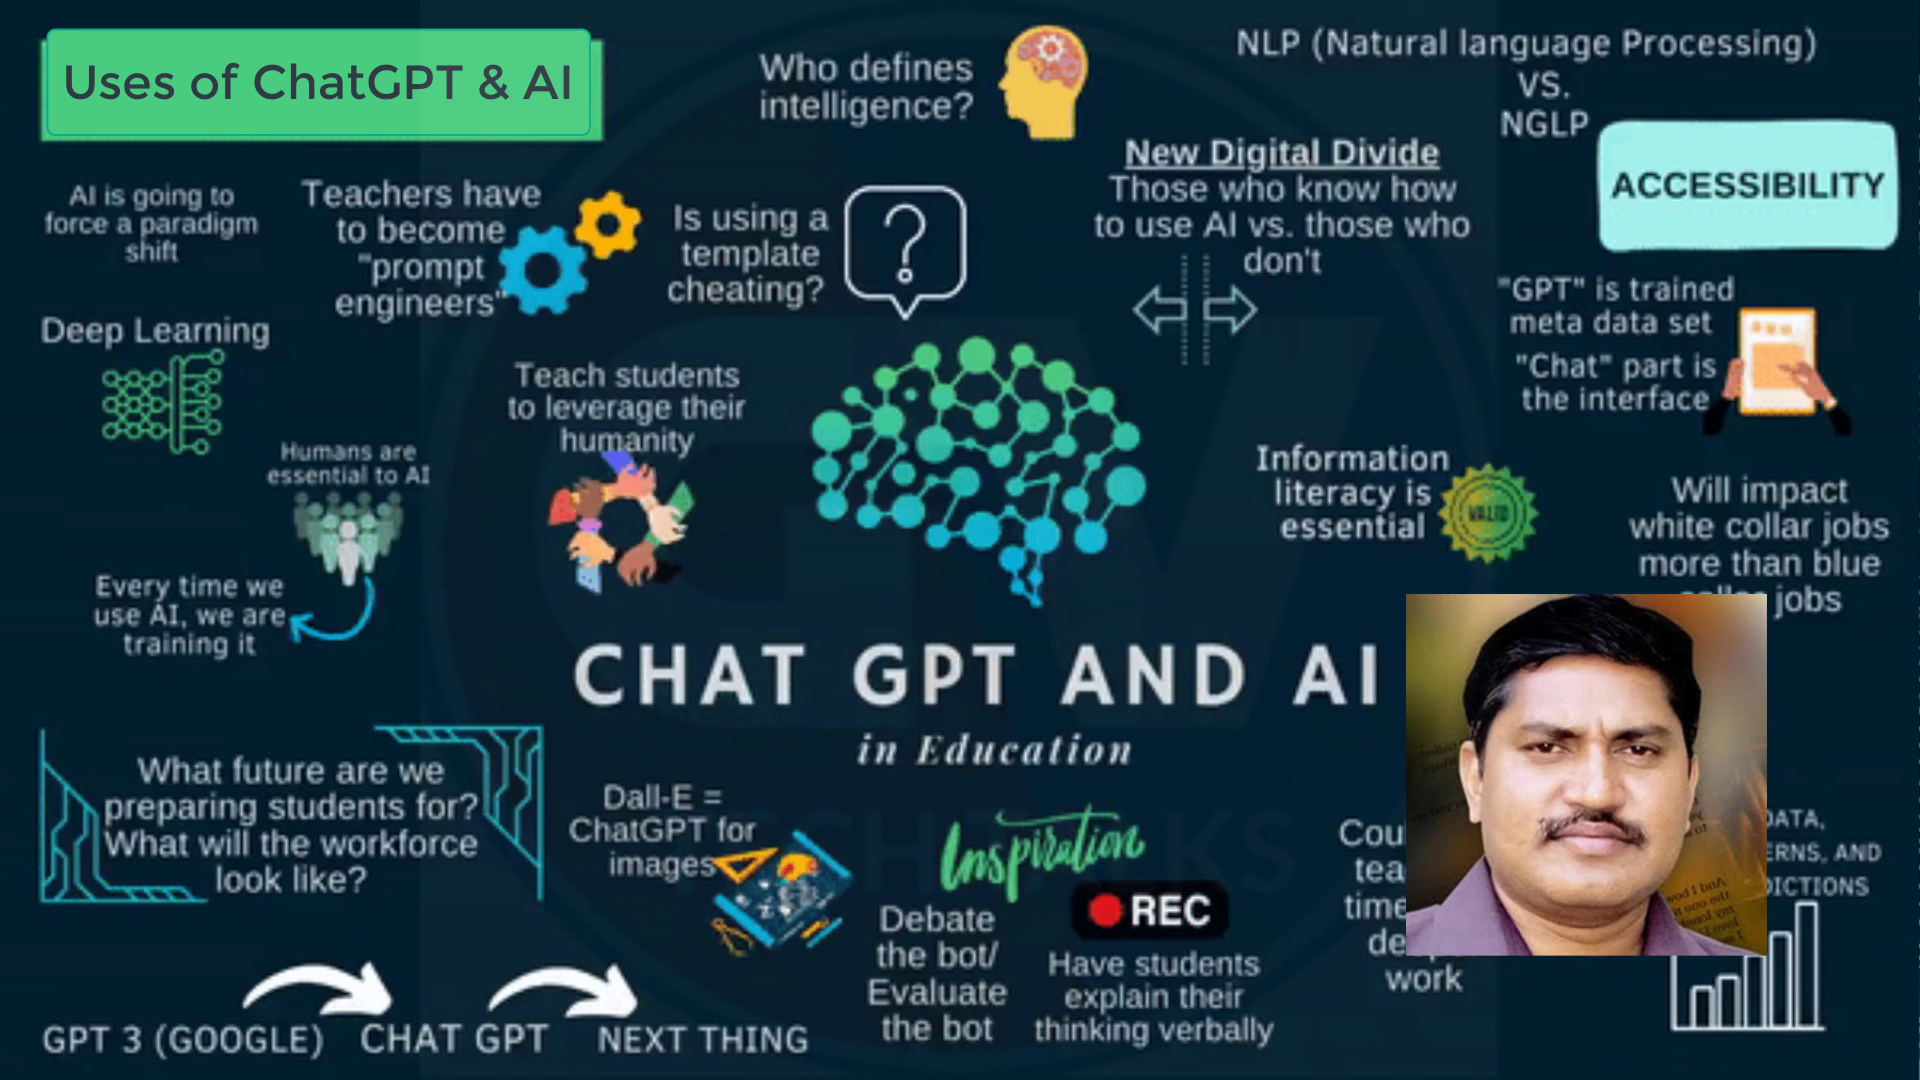 Uses of ChatGPT & AI
Who defines
intelligence?
NLP (Natural language Processing)
VS.
NGLP
ACCESSIBILITY
New Digital Divide
Those who know how
to use AI vs. those who
don't
AI is going to
force a paradigm
shift
Teachers have
to become
"prompt
engineers"
Is using a
template
cheating?
?
"GPT" is trained
meta data set
"Chat" part is
the interface
Deep Learning
Teach students
to leverage their
humanity
Humans are
essential to AI
Information
literacy is
essential
VALID
Will impact
white collar jobs
more than blue
collar jobs
Every time we
use AI, we are
training it
CHAT GPT AND AI
in Education
What future are we
preparing students for?
What will the workforce
look like?
Dall-E =
ChatGPT for
images
Inspiration
REC
Debate
the bot/
Evaluate
the bot
Have students
explain their
thinking verbally
work
GPT 3 (GOOGLE)
CHAT GPT
NEXT THING